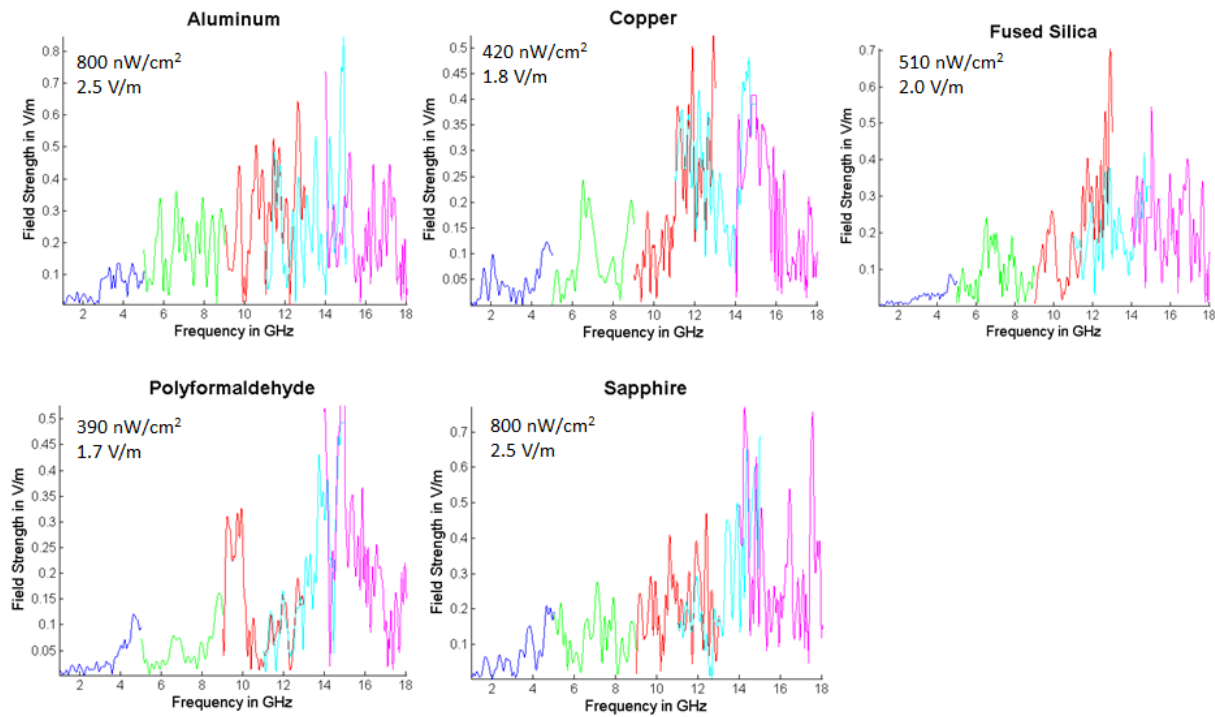 Aluminum
800 nW/cm²
2.5 V/m
Field Strength in V/m
0.8
0.7
0.6
0.5
0.4
0.3
0.2
0.1
2 4 6 8 10 12 14 16 18
Frequency in GHz
Copper
420 nW/cm²
1.8 V/m
Field Strength in V/m
0.5
0.45
0.4
0.35
0.3
0.25
0.2
0.15
0.1
0.05
2 4 6 8 10 12 14 16 18
Frequency in GHz
Fused Silica
510 nW/cm²
2.0 V/m
Field Strength in V/m
0.7
0.6
0.5
0.4
0.3
0.2
0.1
2 4 6 8 10 12 14 16 18
Frequency in GHz
Polyformaldehyde
390 nW/cm²
1.7 V/m
Field Strength in V/m
0.5
0.45
0.4
0.35
0.3
0.25
0.2
0.15
0.1
0.05
2 4 6 8 10 12 14 16 18
Frequency in GHz
Sapphire
800 nW/cm²
2.5 V/m
Field Strength in V/m
0.7
0.6
0.5
0.4
0.3
0.2
0.1
2 4 6 8 10 12 14 16 18
Frequency in GHz